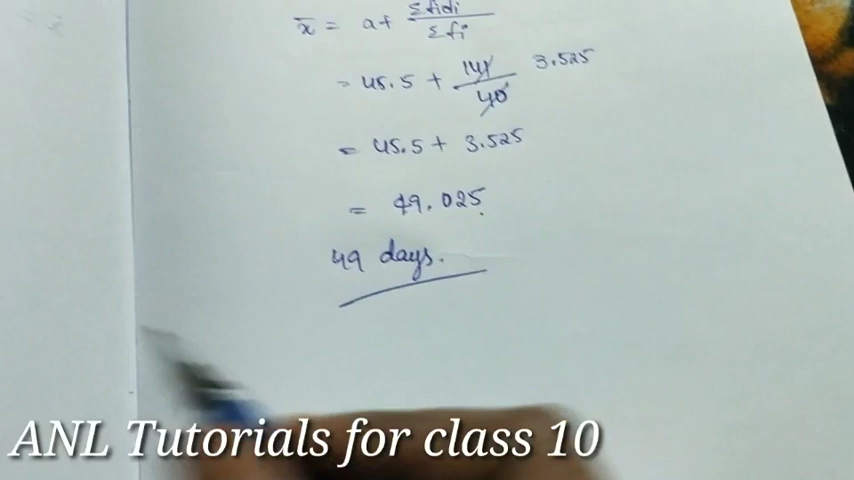 x̄ = a + Σfidi / Σfi
= 45.5 + 141 / 40 3.525
= 45.5 + 3.525
= 49.025
49 days.
ANL Tutorials for class 10